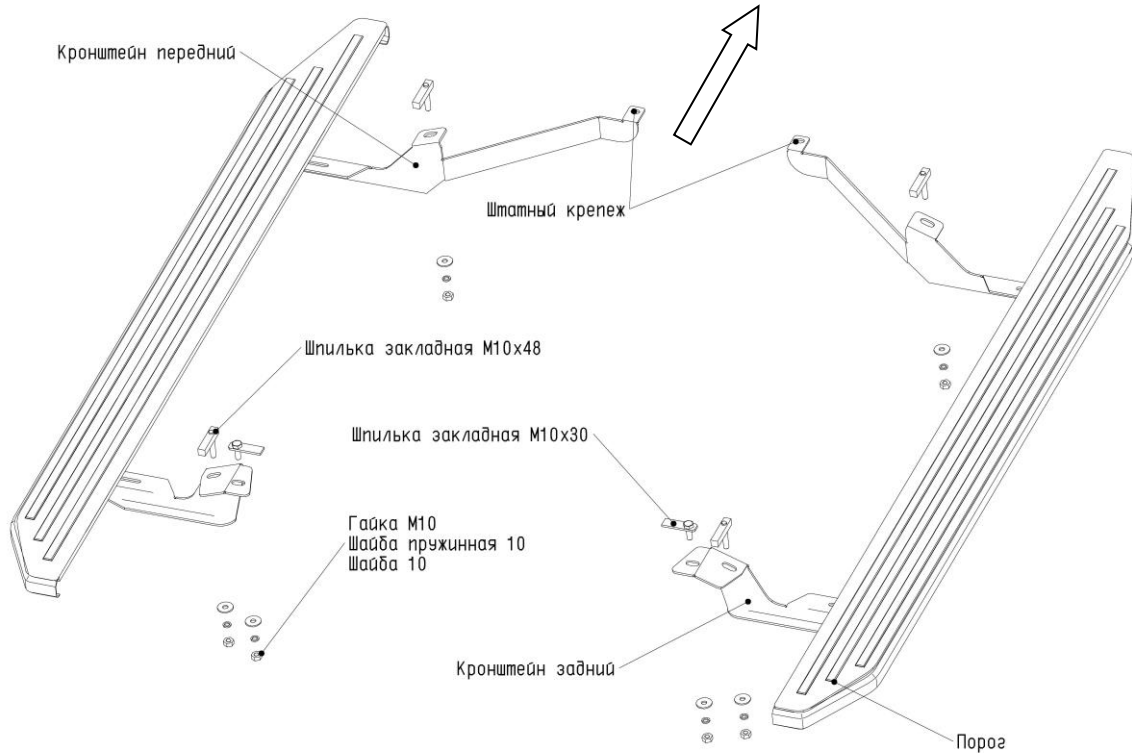 Кронштейн передний
Штатный крепеж
Шпилька закладная М10х48
Шпилька закладная М10х30
Гайка М10
Шайба пружинная 10
Шайба 10
Кронштейн задний
Порог